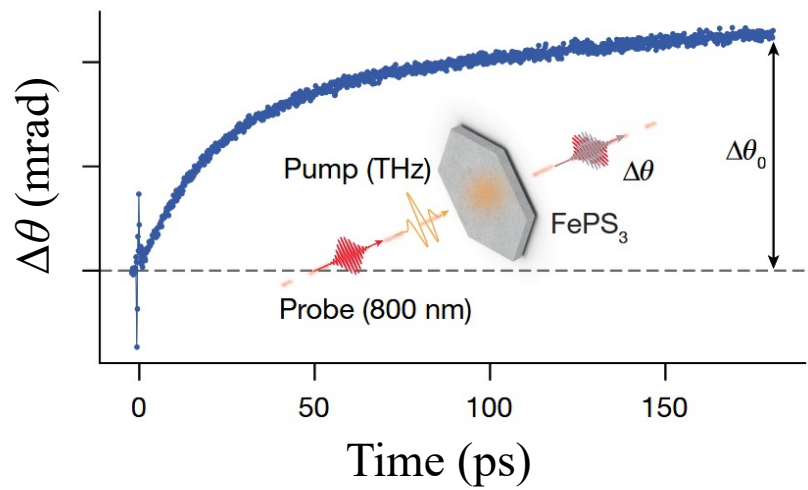 Δθ (mrad)
Pump (THz)
Δθ
Δθ₀
FePS₃
Probe (800 nm)
0 50 100 150
Time (ps)